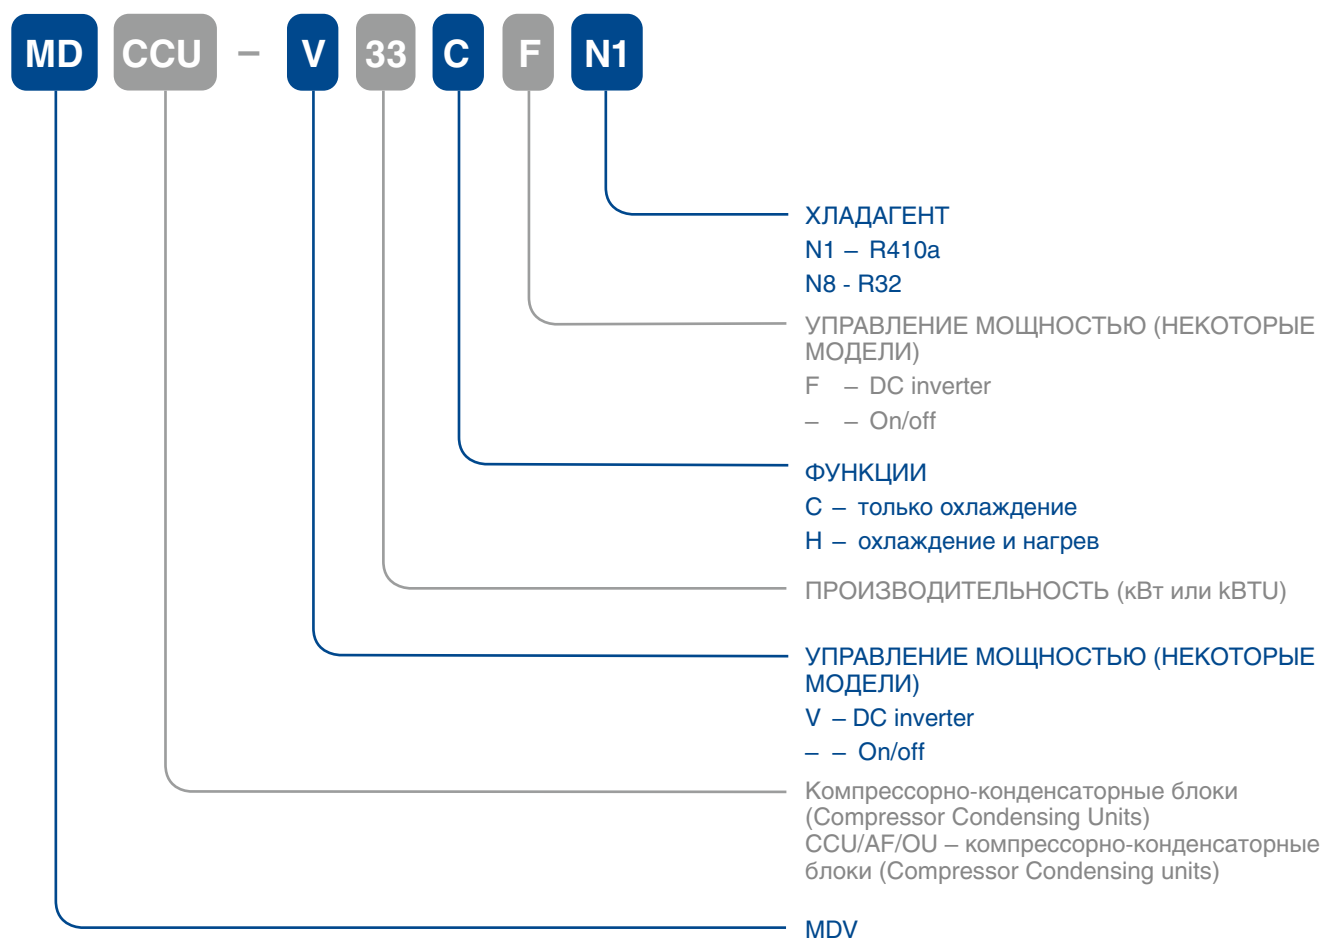 MD CCU – V 33 C F N1
ХЛАДАГЕНТ
N1 – R410a
N8 - R32
УПРАВЛЕНИЕ МОЩНОСТЬЮ (НЕКОТОРЫЕ
МОДЕЛИ)
F – DC inverter
– – On/off
ФУНКЦИИ
C – только охлаждение
H – охлаждение и нагрев
ПРОИЗВОДИТЕЛЬНОСТЬ (кВт или kBTU)
УПРАВЛЕНИЕ МОЩНОСТЬЮ (НЕКОТОРЫЕ
МОДЕЛИ)
V – DC inverter
– – On/off
Компрессорно-конденсаторные блоки
(Compressor Condensing Units)
CCU/AF/OU – компрессорно-конденсаторные
блоки (Compressor Condensing units)
MDV